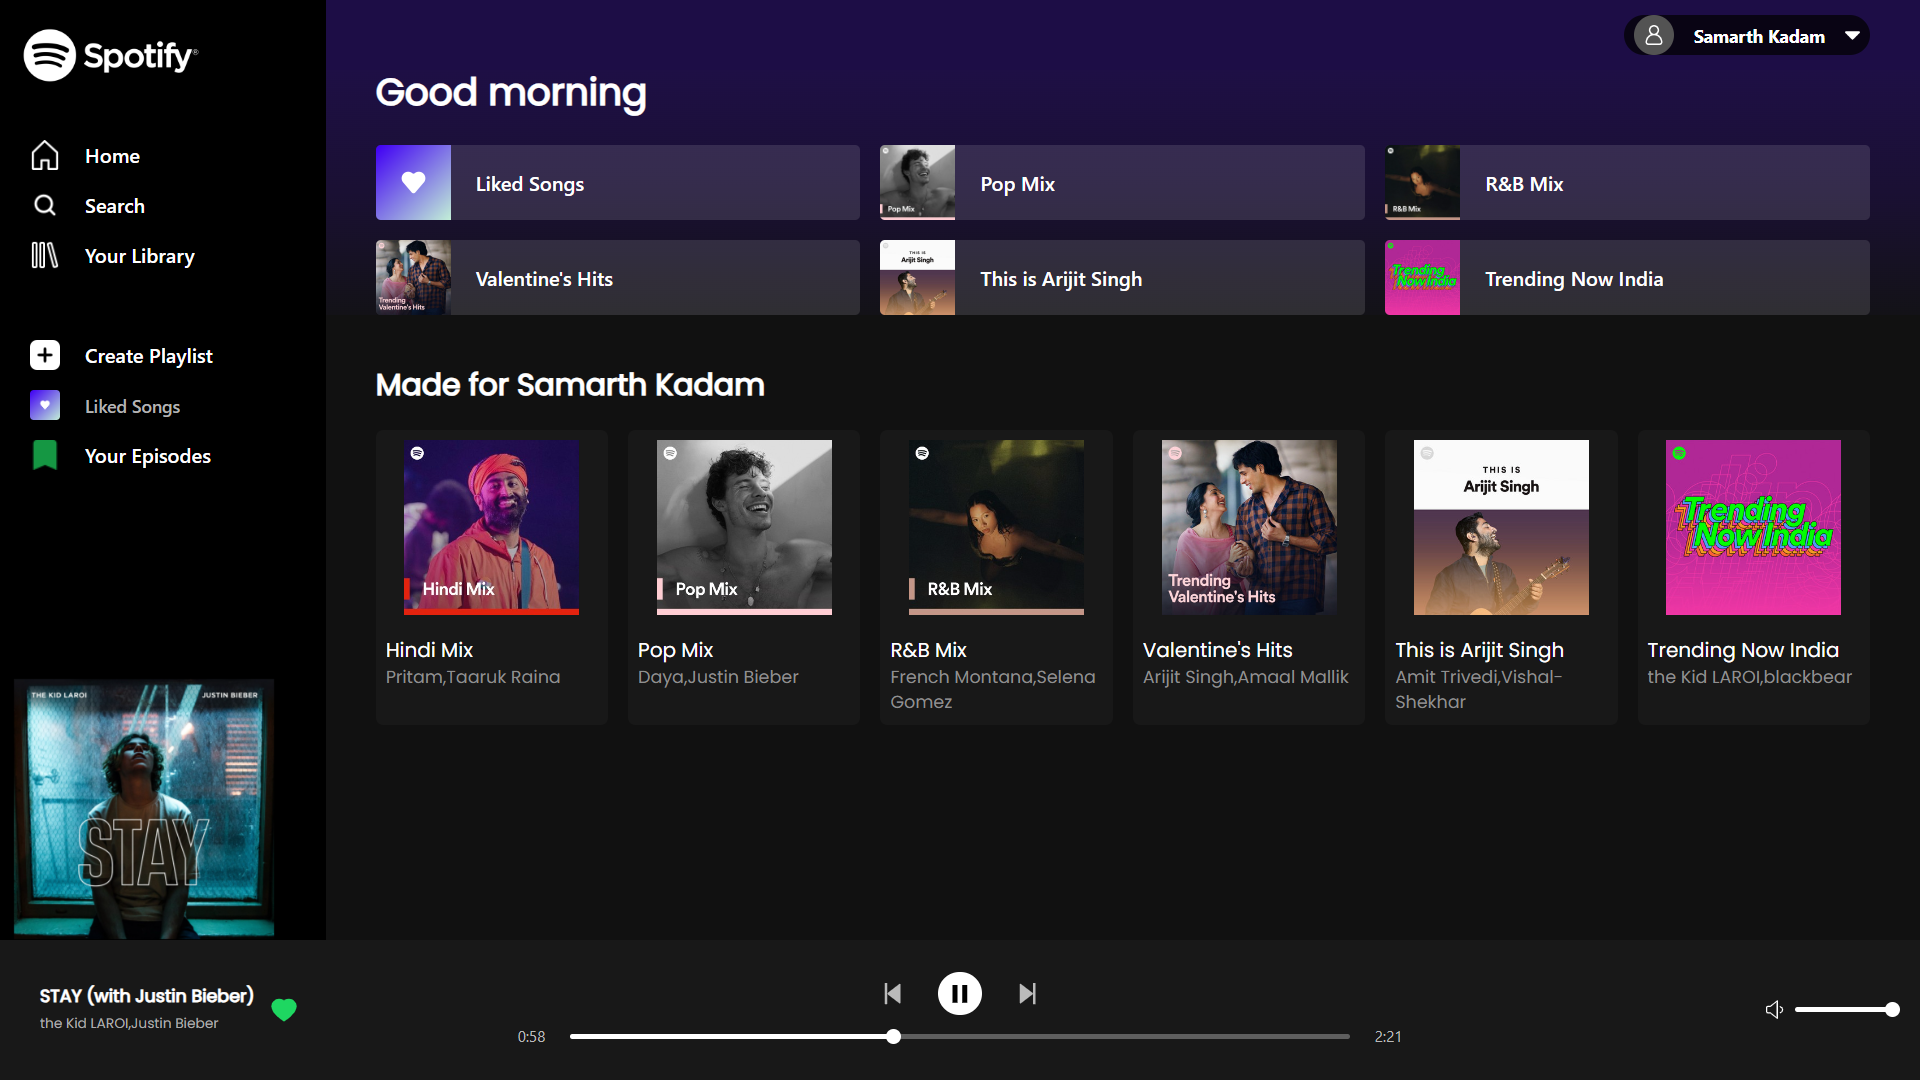 Spotify®
Home
Search
Your Library
Create Playlist
Liked Songs
Your Episodes
THE KID LAROI
JUSTIN BIEBER
STAY
Samarth Kadam
Good morning
Liked Songs
Pop Mix
Pop Mix
R&B Mix
R&B Mix
Trending
Valentine's Hits
Valentine's Hits
THIS IS
Arijit Singh
This is Arijit Singh
Trending
Now India
Trending Now India
Made for Samarth Kadam
Hindi Mix
Hindi Mix
Pritam,Taaruk Raina
Pop Mix
Pop Mix
Daya,Justin Bieber
R&B Mix
R&B Mix
French Montana,Selena
Gomez
Trending
Valentine's Hits
Valentine's Hits
Arijit Singh,Amaal Mallik
THIS IS
Arijit Singh
This is Arijit Singh
Amit Trivedi,Vishal-
Shekhar
Trending
Now India
Trending Now India
the Kid LAROI,blackbear
STAY (with Justin Bieber)
the Kid LAROI,Justin Bieber
0:58
2:21